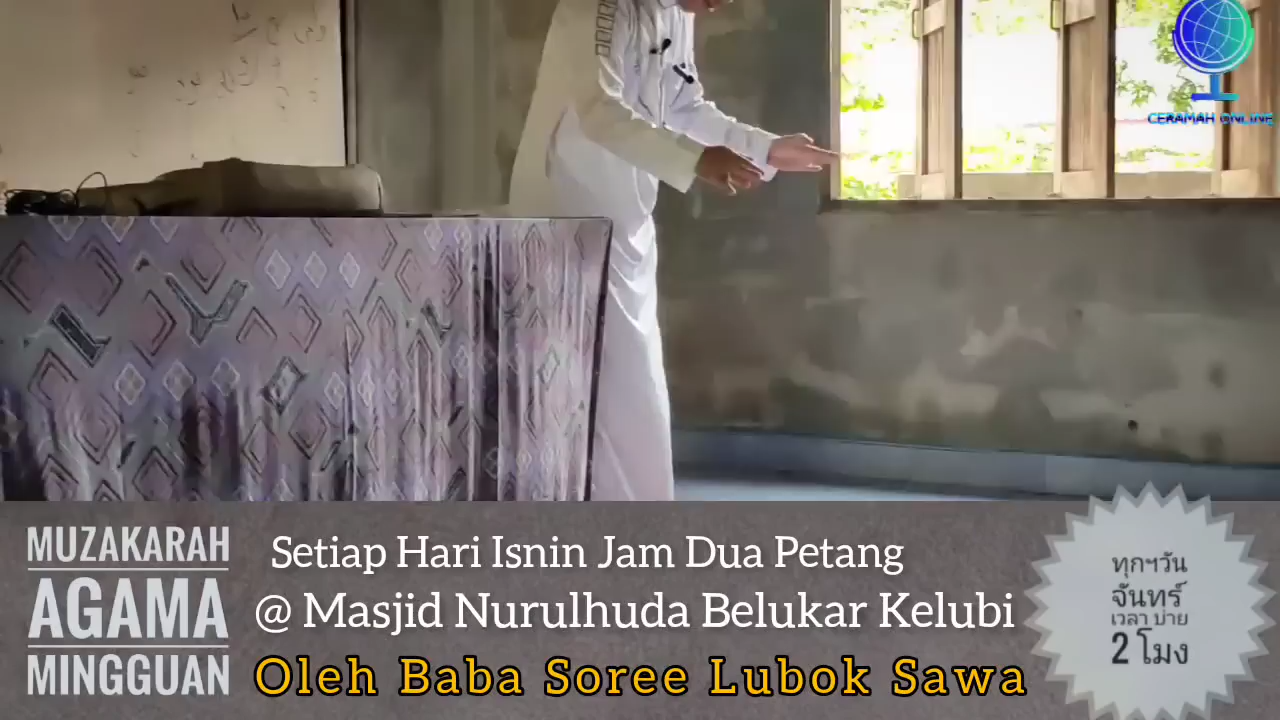 CERAMAH ONLINE
MUZAKARAH
AGAMA
MINGGUAN
Setiap Hari Isnin Jam Dua Petang
@ Masjid Nurulhuda Belukar Kelubi
Oleh Baba Soree Lubok Sawa
ทุกฯวัน
จันทร์
เวลา บ่าย
2 โมง